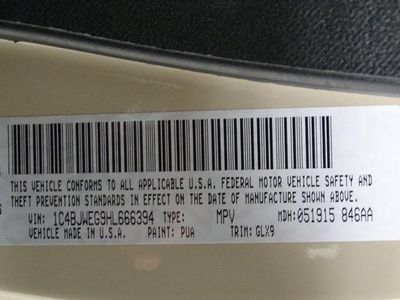 THIS VEHICLE CONFORMS TO ALL APPLICABLE U.S.A. FEDERAL MOTOR VEHICLE SAFETY AND
THEFT PREVENTION STANDARDS IN EFFECT ON THE DATE OF MANUFACTURE SHOWN ABOVE.
VIN: 1C4BJWEG9HL666394 TYPE: MPV MDH: 051915 846AA
VEHICLE MADE IN U.S.A. PAINT: PUA TRIM: GLX9